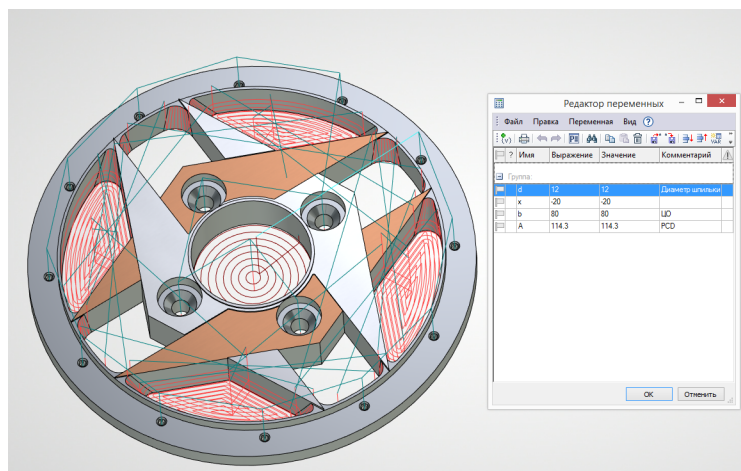 Редактор переменных
Файл Правка Переменная Вид
? Имя Выражение Значение Комментарий
Группа:
d 12 12 Диаметр шпильки
x -20 -20
b 80 80 ЦО
A 114.3 114.3 PCD
OK Отменить